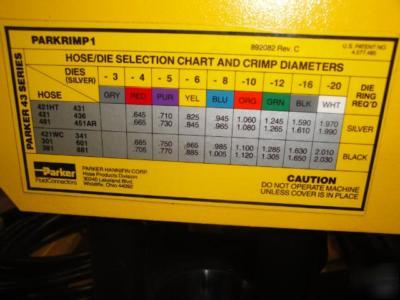 PARKRIMP 1
892082 Rev. C
U.S. PATENT NO. 4,277,485
HOSE/DIE SELECTION CHART AND CRIMP DIAMETERS
PARKER 43 SERIES
DIES (SILVER) - 3 - 4 - 5 - 6 - 8 -10 -12 -16 -20 DIE RING REQ'D
HOSE GRY RED PUR YEL BLU ORG GRN BLK WHT
421HT 431 .645 .710 .825 .945 1.060 1.245 1.590 1.970
421 436 SILVER
481 451AR .665 .730 .845 .965 1.080 1.265 1.610 1.990
421WC 341 .685 .750 .865 .985 1.100 1.285 1.630 2.010
301 601 BLACK
381 881 .705 .770 .885 1.005 1.120 1.305 1.650 2.030
Parker
FluidConnectors
PARKER HANNIFIN CORP.
Hose Products Division
30240 Lakeland Blvd.
Wickliffe, Ohio 44092
CAUTION
DO NOT OPERATE MACHINE
UNLESS COVER IS IN PLACE